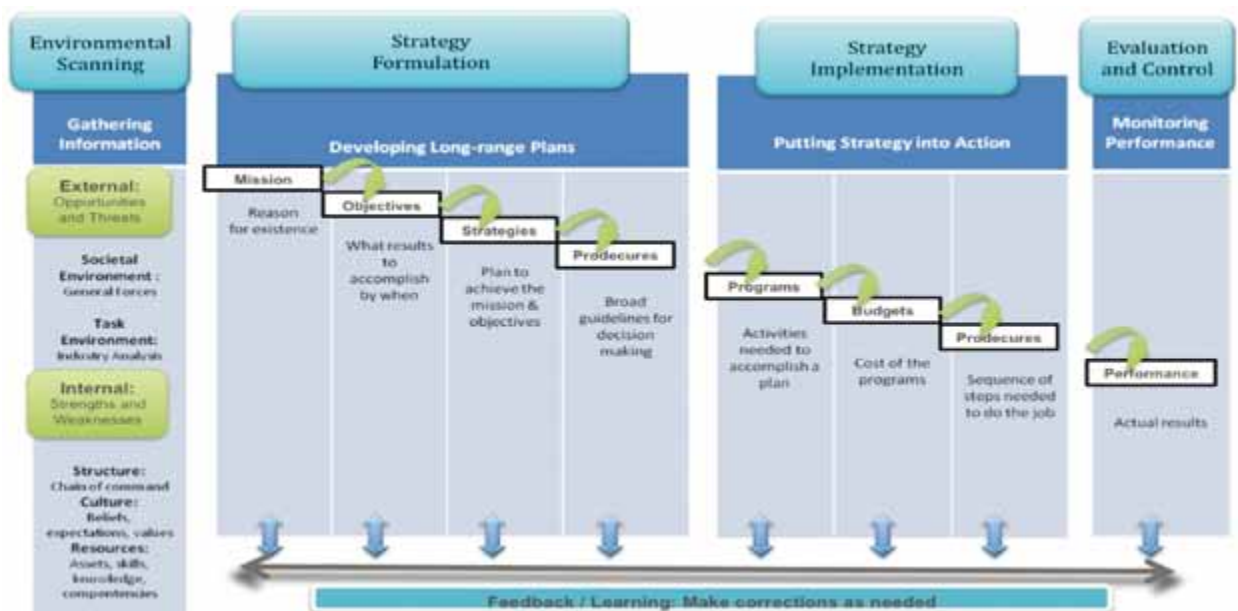 Environmental
Scanning
Gathering
Information
External:
Opportunities
and Threats
Societal
Environment :
General Forces
Task
Environment:
Industry Analysis
Internal:
Strengths and
Weaknesses
Structure:
Chain of command
Culture:
Beliefs,
expectations, values
Resources:
Assets, skills,
knowledge,
compentencies
Strategy
Formulation
Developing Long-range Plans
Mission
Reason
for existence
Objectives
What results
to
accomplish
by when
Strategies
Plan to
achieve the
mission &
objectives
Prodecures
Broad
guidelines for
decision
making
Strategy
Implementation
Putting Strategy into Action
Programs
Activities
needed to
accomplish a
plan
Budgets
Cost of the
programs
Prodecures
Sequence of
steps needed
to do the job
Evaluation
and Control
Monitoring
Performance
Performance
Actual results
Feedback / Learning: Make corrections as needed